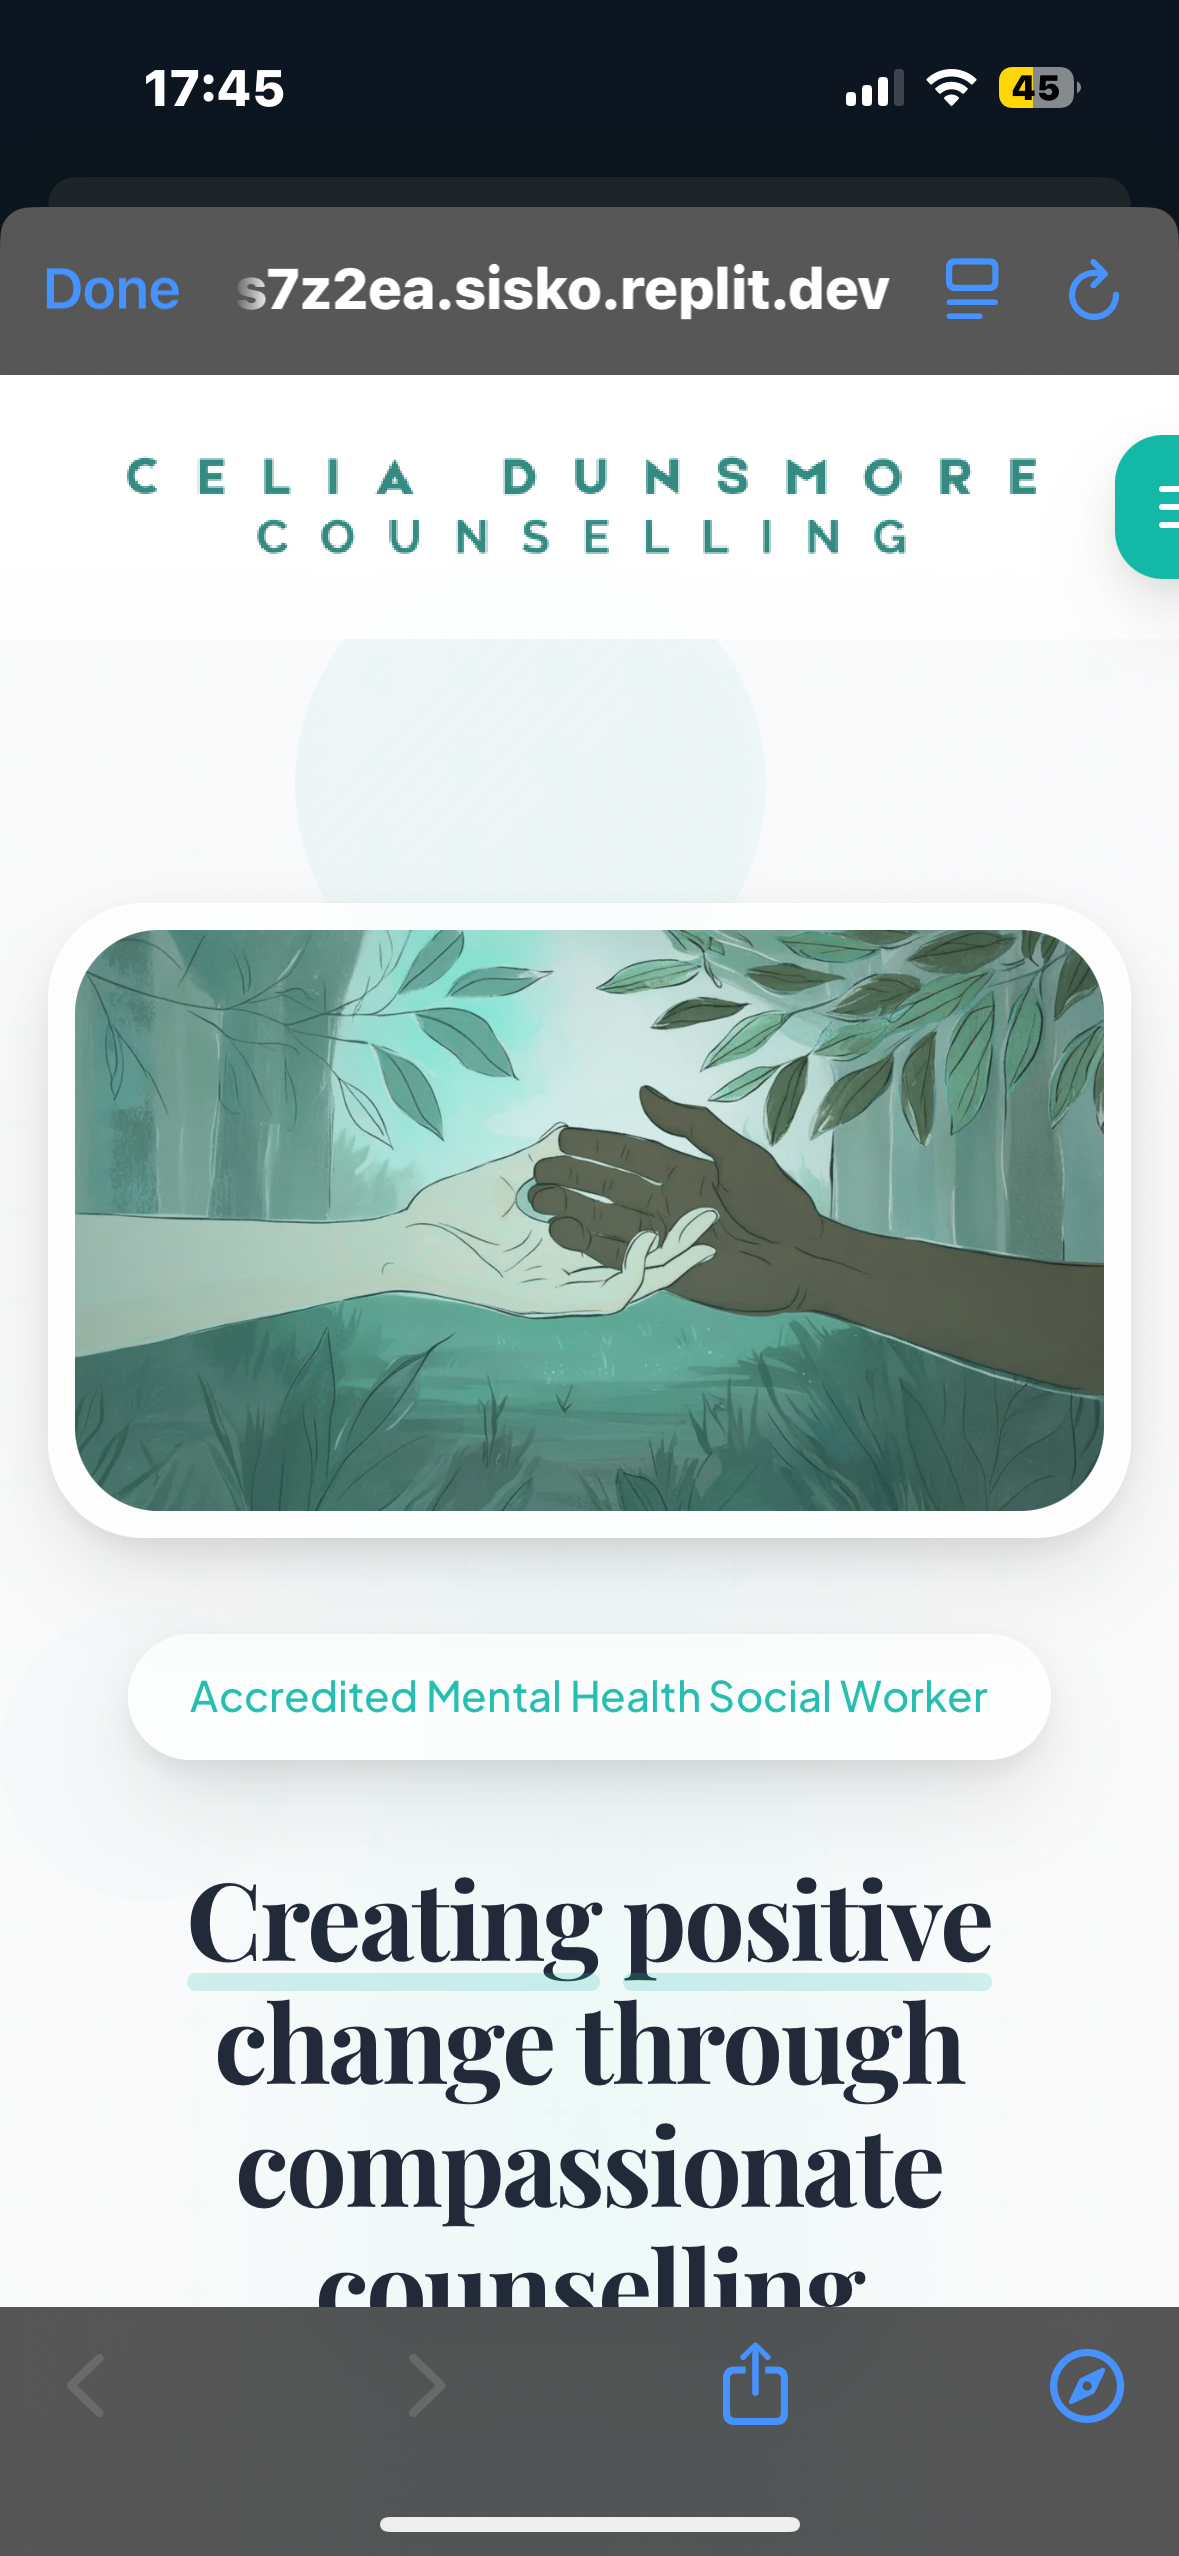 17:45
45
Done
s7z2ea.sisko.replit.dev
CELIA DUNSMORE
COUNSELLING
Accredited Mental Health Social Worker
Creating positive
change through
compassionate
counselling